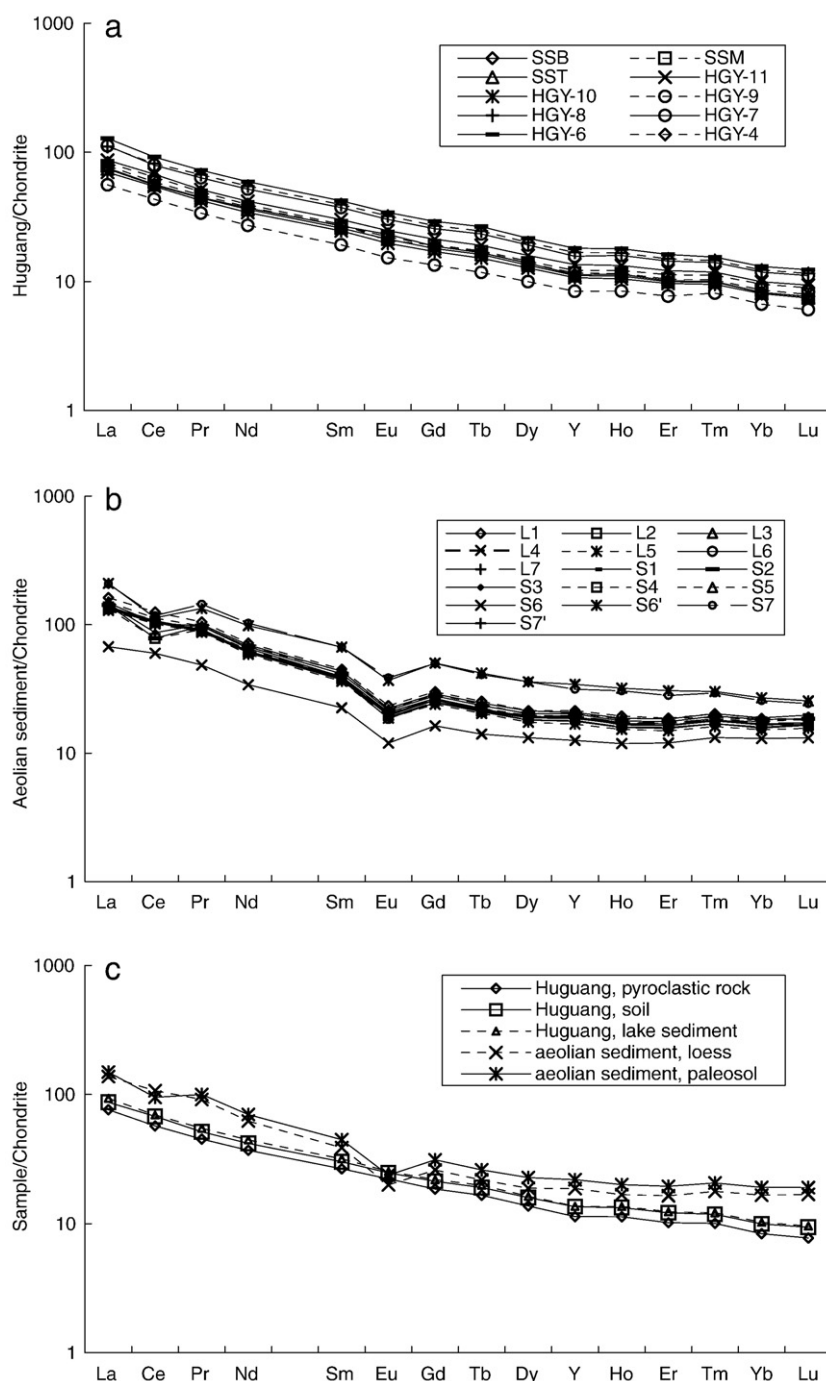 a
1000
100
10
1
Huguang/Chondrite
SSB SSM
SST HGY-11
HGY-10 HGY-9
HGY-8 HGY-7
HGY-6 HGY-4
La Ce Pr Nd Sm Eu Gd Tb Dy Y Ho Er Tm Yb Lu
b
1000
100
10
1
Aeolian sediment/Chondrite
L1 L2 L3
L4 L5 L6
L7 S1 S2
S3 S4 S5
S6 S6' S7
S7'
La Ce Pr Nd Sm Eu Gd Tb Dy Y Ho Er Tm Yb Lu
c
1000
100
10
1
Sample/Chondrite
Huguang, pyroclastic rock
Huguang, soil
Huguang, lake sediment
aeolian sediment, loess
aeolian sediment, paleosol
La Ce Pr Nd Sm Eu Gd Tb Dy Y Ho Er Tm Yb Lu